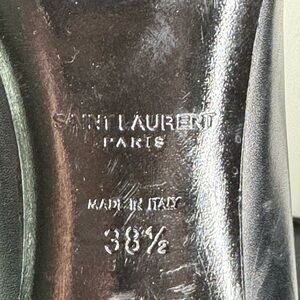 SAINT LAURENT
PARIS
MADE IN ITALY
38½